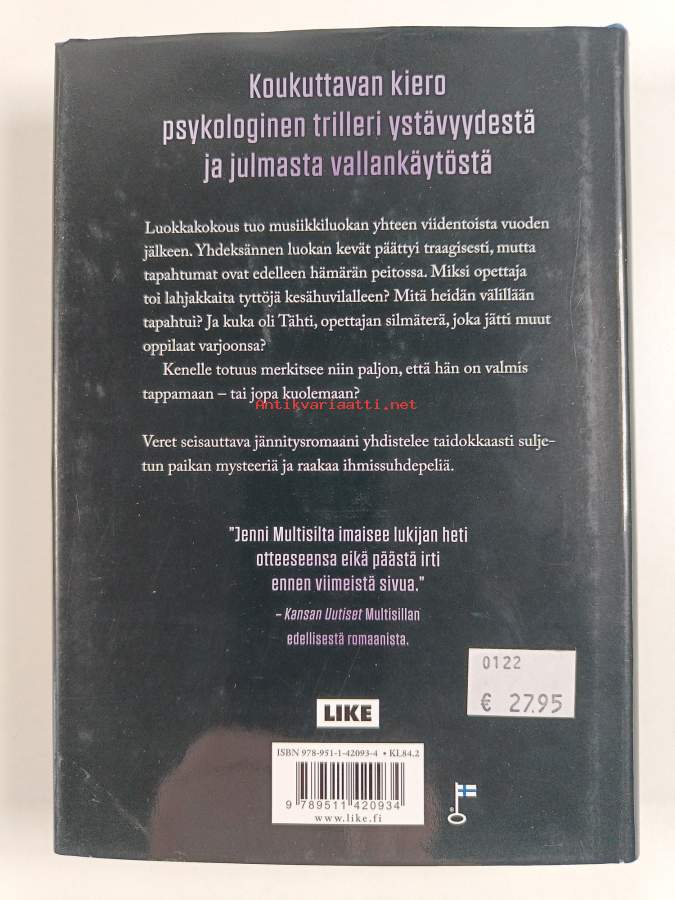 Koukuttavan kiero
psykologinen trilleri ystävyydestä
ja julmasta vallankäytöstä
Luokkakokous tuo musiikkiluokan yhteen viidentoista vuoden
jälkeen. Yhdeksännen luokan kevät päättyi traagisesti, mutta
tapahtumat ovat edelleen hämärän peitossa. Miksi opettaja
toi lahjakkaita tyttöjä kesähuvilalleen? Mitä heidän välillään
tapahtui? Ja kuka oli Tähti, opettajan silmäterä, joka jätti muut
oppilaat varjoonsa?
Kenelle totuus merkitsee niin paljon, että hän on valmis
tappamaan – tai jopa kuolemaan?
Antikvariaatti.net
Veret seisauttava jännitysromaani yhdistelee taidokkaasti sulje-
tun paikan mysteeriä ja raakaa ihmissuhdepeliä.
"Jenni Multisilta imaisee lukijan heti
otteeseensa eikä päästä irti
ennen viimeistä sivua."
– Kansan Uutiset Multisillan
edellisestä romaanista.
0122
€ 27.95
LIKE
ISBN 978-951-1-42093-4 • KL84.2
9 789511 420934
www.like.fi